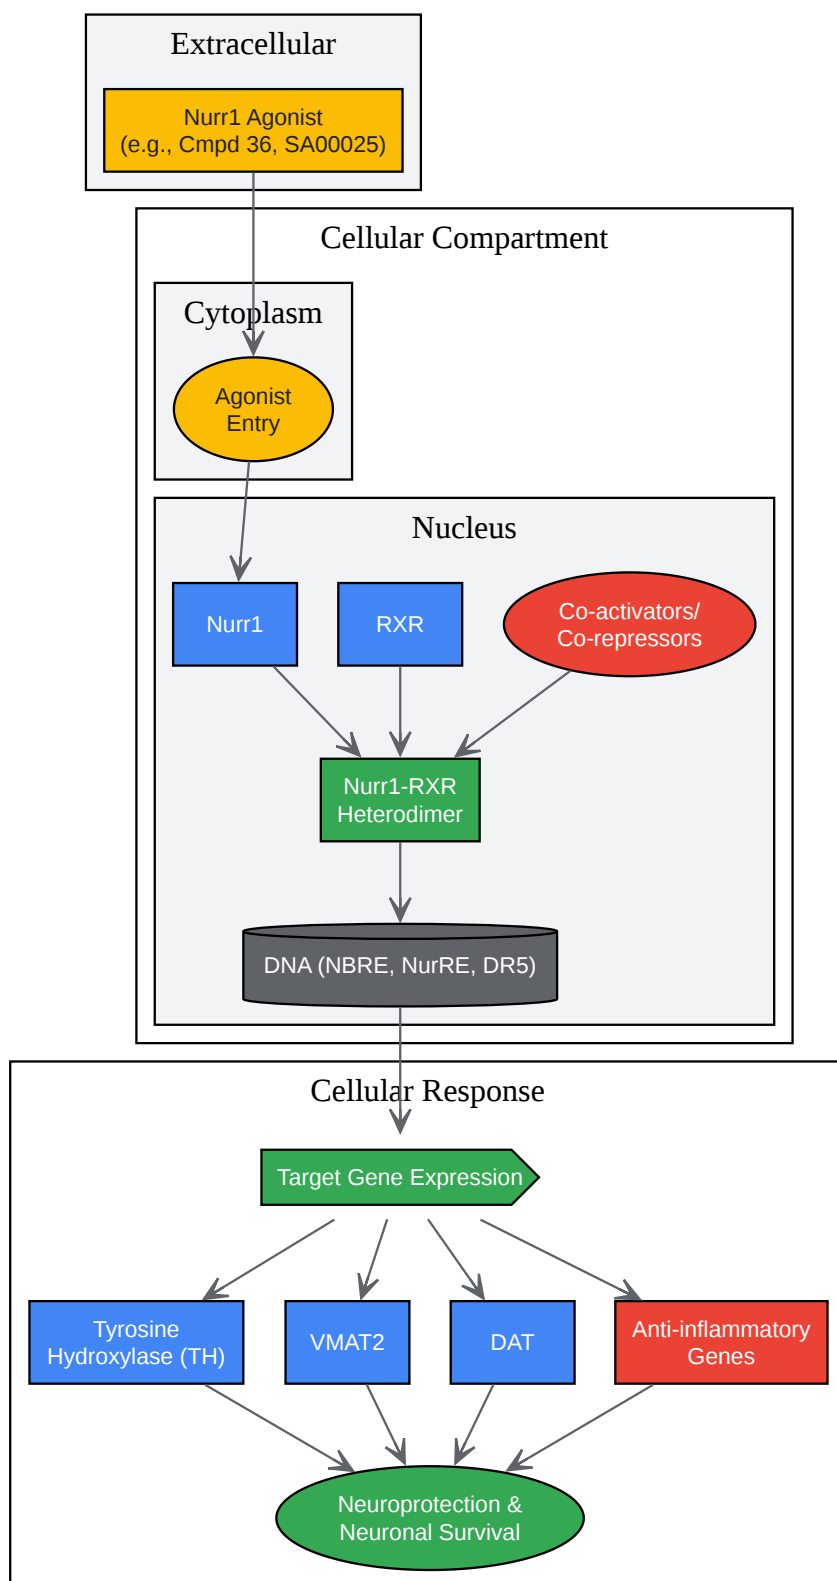 Extracellular
Nurr1 Agonist
(e.g., Cmpd 36, SA00025)
Cellular Compartment
Cytoplasm
Agonist
Entry
Nucleus
Nurr1
RXR
Co-activators/
Co-repressors
Nurr1-RXR
Heterodimer
DNA (NBRE, NurRE, DR5)
Cellular Response
Target Gene Expression
Tyrosine
Hydroxylase (TH)
VMAT2
DAT
Anti-inflammatory
Genes
Neuroprotection &
Neuronal Survival